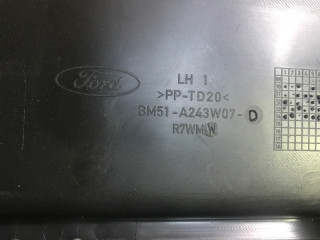 Ford
LH 1
>PP-TD20<
BM51-A243W07-D
R7WMW